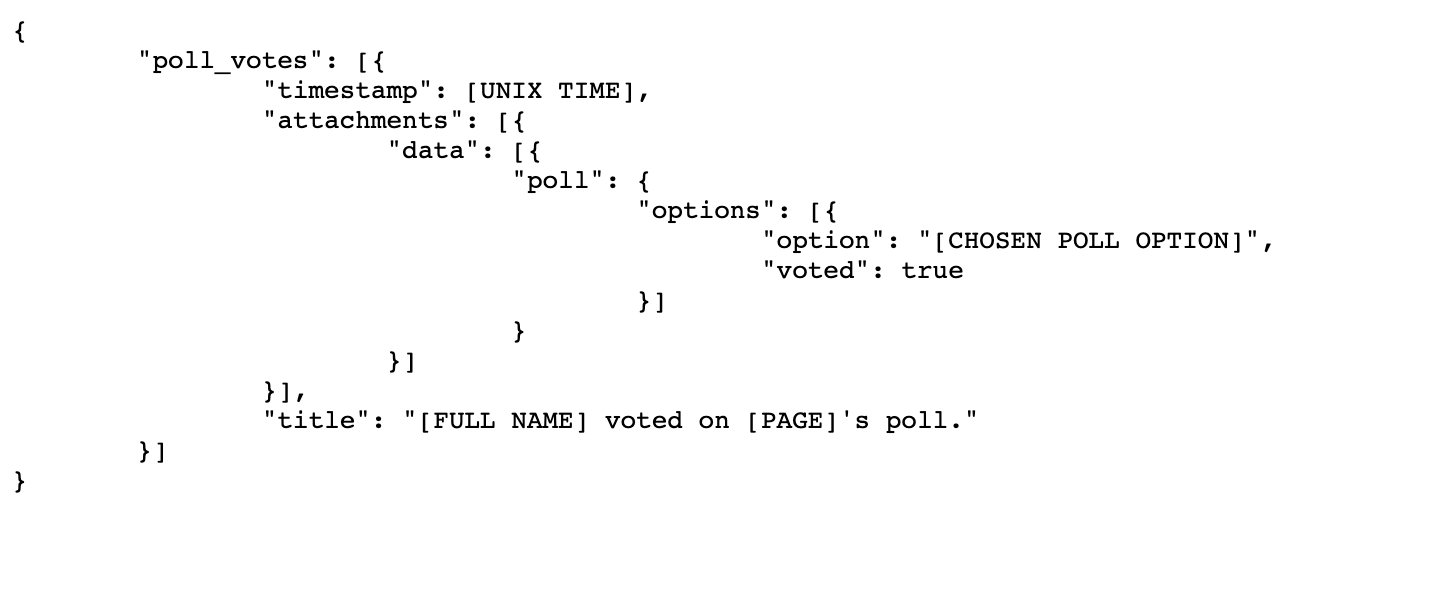 {
        "poll_votes": [{
                "timestamp": [UNIX TIME],
                "attachments": [{
                        "data": [{
                                "poll": {
                                        "options": [{
                                                "option": "[CHOSEN POLL OPTION]",
                                                "voted": true
                                        }]
                                }
                        }]
                }],
                "title": "[FULL NAME] voted on [PAGE]'s poll."
        }]
}